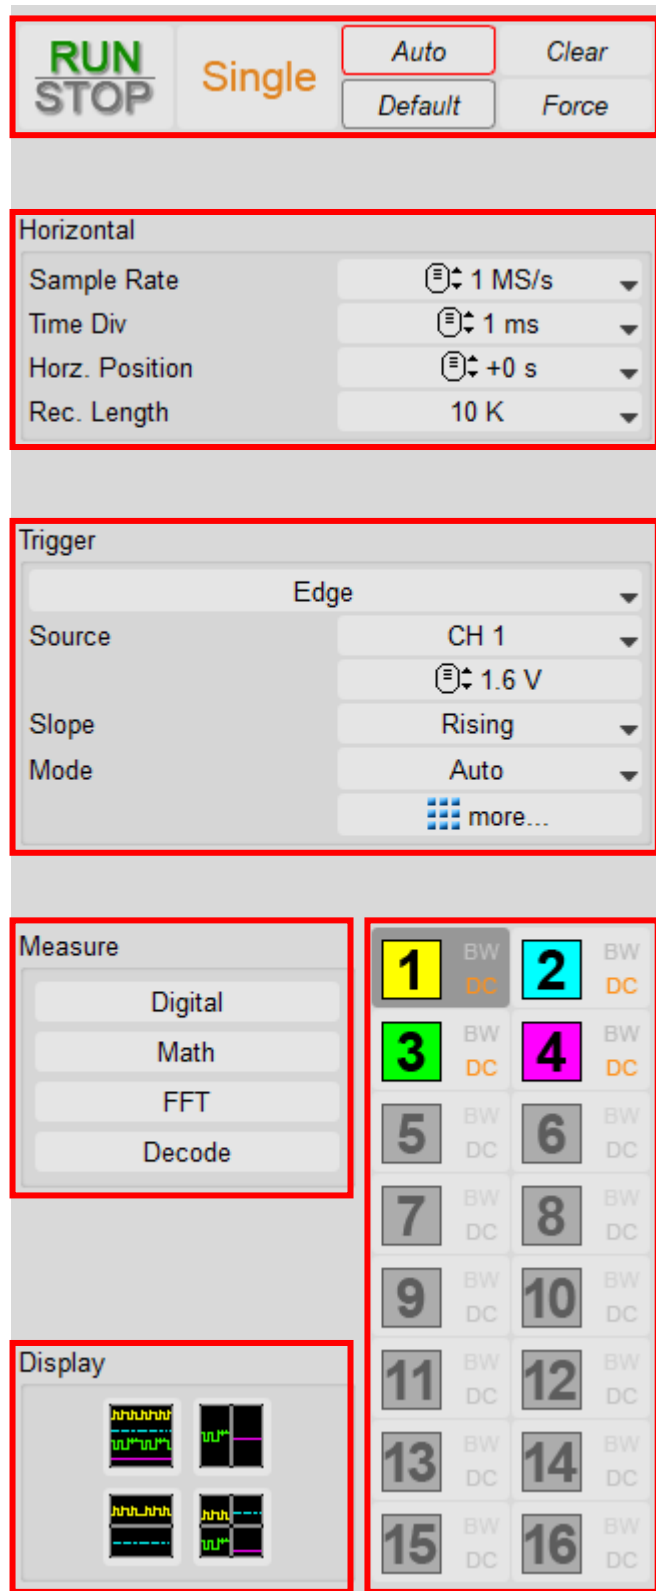 RUN
STOP
Single
Auto
Clear
Default
Force
Horizontal
Sample Rate 1 MS/s
Time Div 1 ms
Horz. Position +0 s
Rec. Length 10 K
Trigger
Edge
Source CH 1
1.6 V
Slope Rising
Mode Auto
more...
Measure
Digital
Math
FFT
Decode
1 BW DC
2 BW DC
3 BW DC
4 BW DC
5 BW DC
6 BW DC
7 BW DC
8 BW DC
9 BW DC
10 BW DC
11 BW DC
12 BW DC
13 BW DC
14 BW DC
15 BW DC
16 BW DC
Display